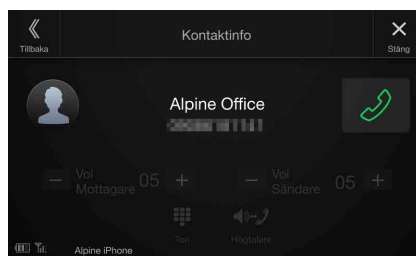 Tillbaka
Kontaktinfo
Stäng
Alpine Office
Vol
Mottagare 05
Vol
Sändare 05
Ton
Högtalare
Alpine iPhone